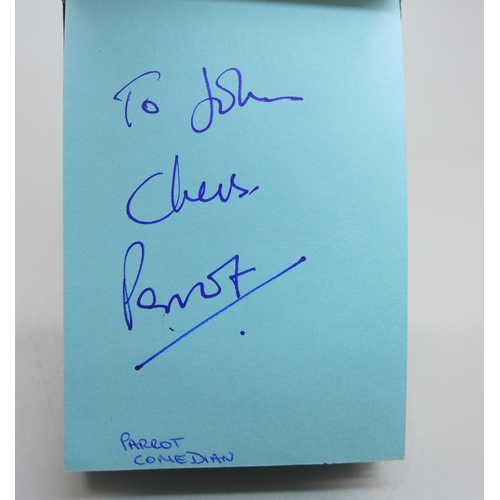 To John
Cheers.
Parrot
PARROT
COMEDIAN